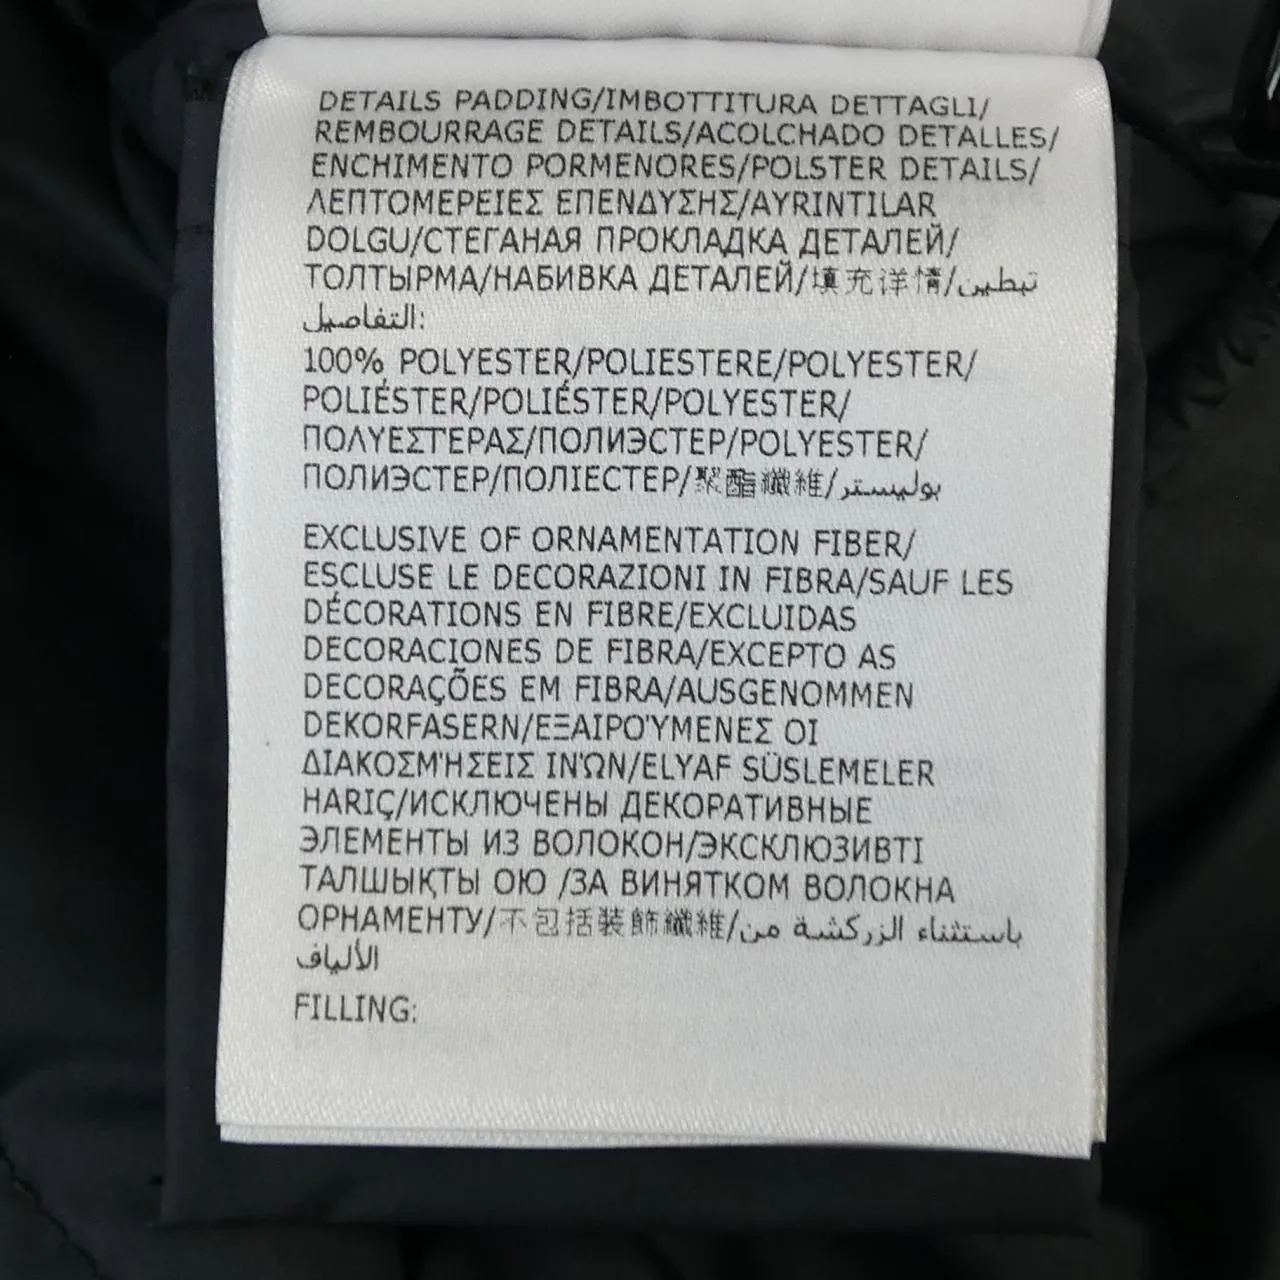 DETAILS PADDING/IMBOTTITURA DETTAGLI/
REMBOURRAGE DETAILS/ACOLCHADO DETALLES/
ENCHIMENTO PORMENORES/POLSTER DETAILS/
ΛΕΠΤΟΜΕΡΕΙΕΣ ΕΠΕΝΔΥΣΗΣ/AYRINTILAR
DOLGU/СТЕГАНАЯ ПРОКЛАДКА ДЕТАЛЕЙ/
ТОЛТЫРМА/НАБИВКА ДЕТАЛЕЙ/填充详情/تبطين
التفاصيل:
100% POLYESTER/POLIESTERE/POLYESTER/
POLIÉSTER/POLIÉSTER/POLYESTER/
ΠΟΛΥΕΣΤΕΡΑΣ/ПОЛИЭСТЕР/POLYESTER/
ПОЛИЭСТЕР/ПОЛІЕСТЕР/聚酯纖維/بوليستر
EXCLUSIVE OF ORNAMENTATION FIBER/
ESCLUSE LE DECORAZIONI IN FIBRA/SAUF LES
DÉCORATIONS EN FIBRE/EXCLUIDAS
DECORACIONES DE FIBRA/EXCEPTO AS
DECORAÇÕES EM FIBRA/AUSGENOMMEN
DEKORFASERN/ΕΞΑΙΡΟΎΜΕΝΕΣ ΟΙ
ΔΙΑΚΟΣΜΉΣΕΙΣ ΙΝΏΝ/ELYAF SÜSLEMELER
HARIÇ/ИСКЛЮЧЕНЫ ДЕКОРАТИВНЫЕ
ЭЛЕМЕНТЫ ИЗ ВОЛОКОН/ЭКСКЛЮЗИВТІ
ТАЛШЫҚТЫ ОЮ /ЗА ВИНЯТКОМ ВОЛОКНА
ОРНАМЕНТУ/不包括裝飾纖維/باستثناء الزركشة من
الألياف
FILLING: